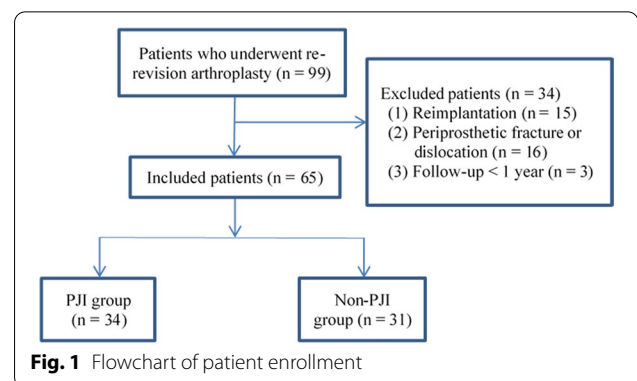 Patients who underwent re-
revision arthroplasty (n = 99)
Excluded patients (n = 34)
(1) Reimplantation (n = 15)
(2) Periprosthetic fracture or
dislocation (n = 16)
(3) Follow-up < 1 year (n = 3)
Included patients (n = 65)
PJI group
(n = 34)
Non-PJI
group (n = 31)
Fig. 1 Flowchart of patient enrollment